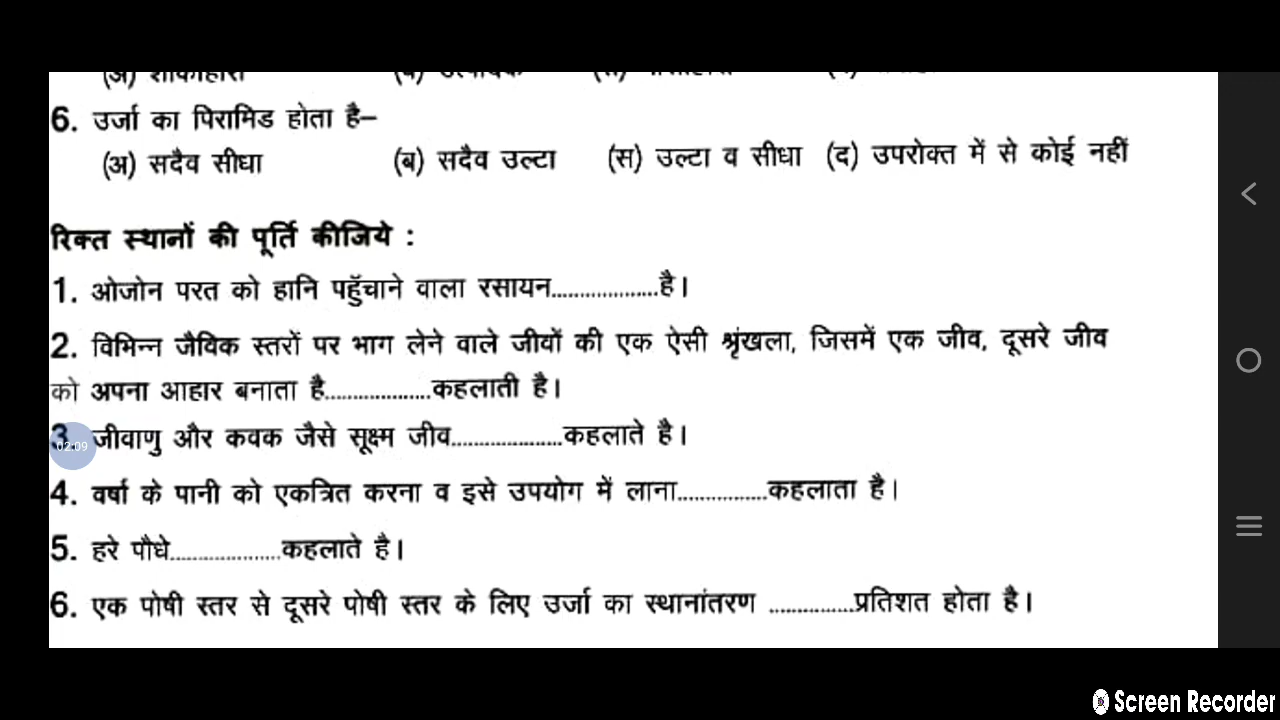 6. उर्जा का पिरामिड होता है–
(अ) सदैव सीधा (ब) सदैव उल्टा (स) उल्टा व सीधा (द) उपरोक्त में से कोई नहीं
रिक्त स्थानों की पूर्ति कीजिये :
1. ओजोन परत को हानि पहुँचाने वाला रसायन...................है।
2. विभिन्न जैविक स्तरों पर भाग लेने वाले जीवों की एक ऐसी श्रृंखला, जिसमें एक जीव, दूसरे जीव
को अपना आहार बनाता है...................कहलाती है।
3. जीवाणु और कवक जैसे सूक्ष्म जीव....................कहलाते है।
02:09
4. वर्षा के पानी को एकत्रित करना व इसे उपयोग में लाना................कहलाता है।
5. हरे पौधे....................कहलाते है।
6. एक पोषी स्तर से दूसरे पोषी स्तर के लिए उर्जा का स्थानांतरण ...............प्रतिशत होता है।
Screen Recorder